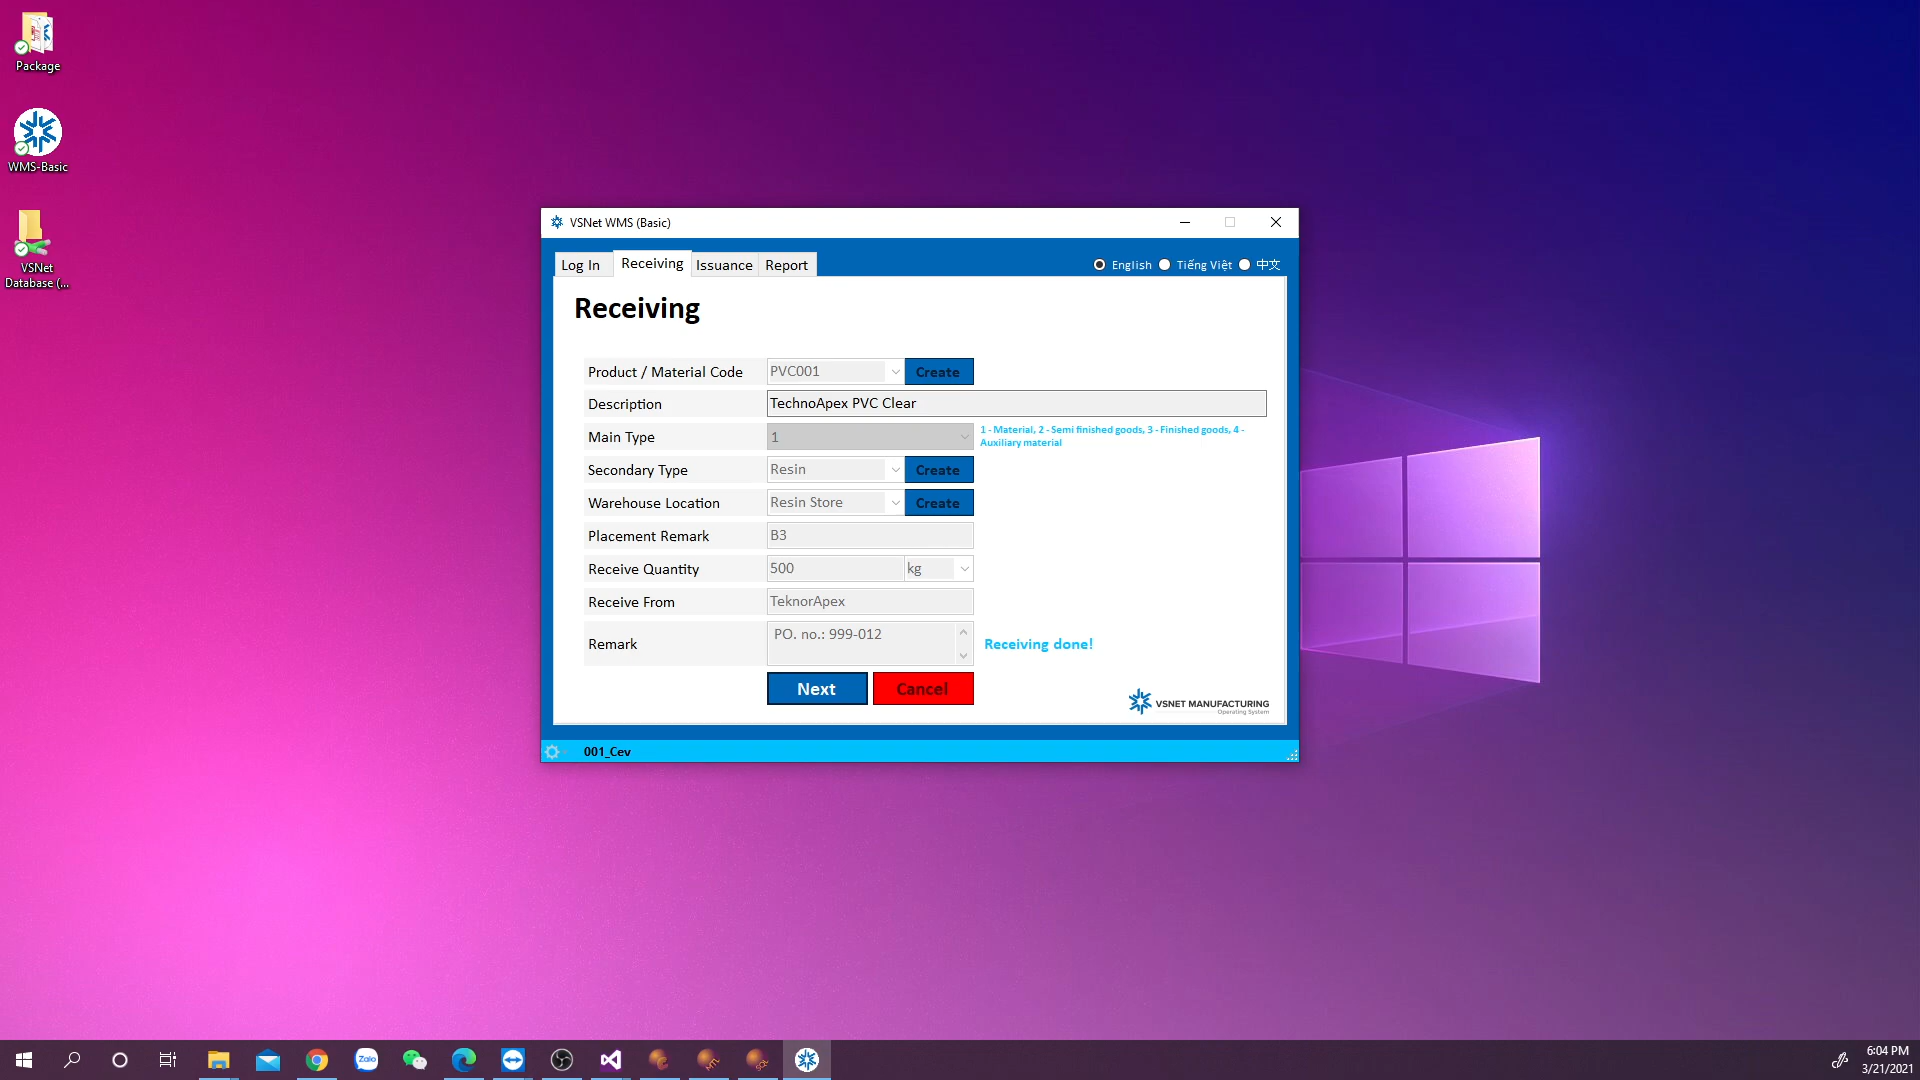 Package
WMS-Basic
VSNet
Database (...
VSNet WMS (Basic)
Log In Receiving Issuance Report English Tiếng Việt 中文
Receiving
Product / Material Code PVC001 Create
Description TechnoApex PVC Clear
Main Type 1 1 - Material, 2 - Semi finished goods, 3 - Finished goods, 4 -
Auxiliary material
Secondary Type Resin Create
Warehouse Location Resin Store Create
Placement Remark B3
Receive Quantity 500 kg
Receive From TeknorApex
Remark PO. no.: 999-012 Receiving done!
Next Cancel
VSNET MANUFACTURING
Operating System
001_Cev
Zalo
6:04 PM
3/21/2021